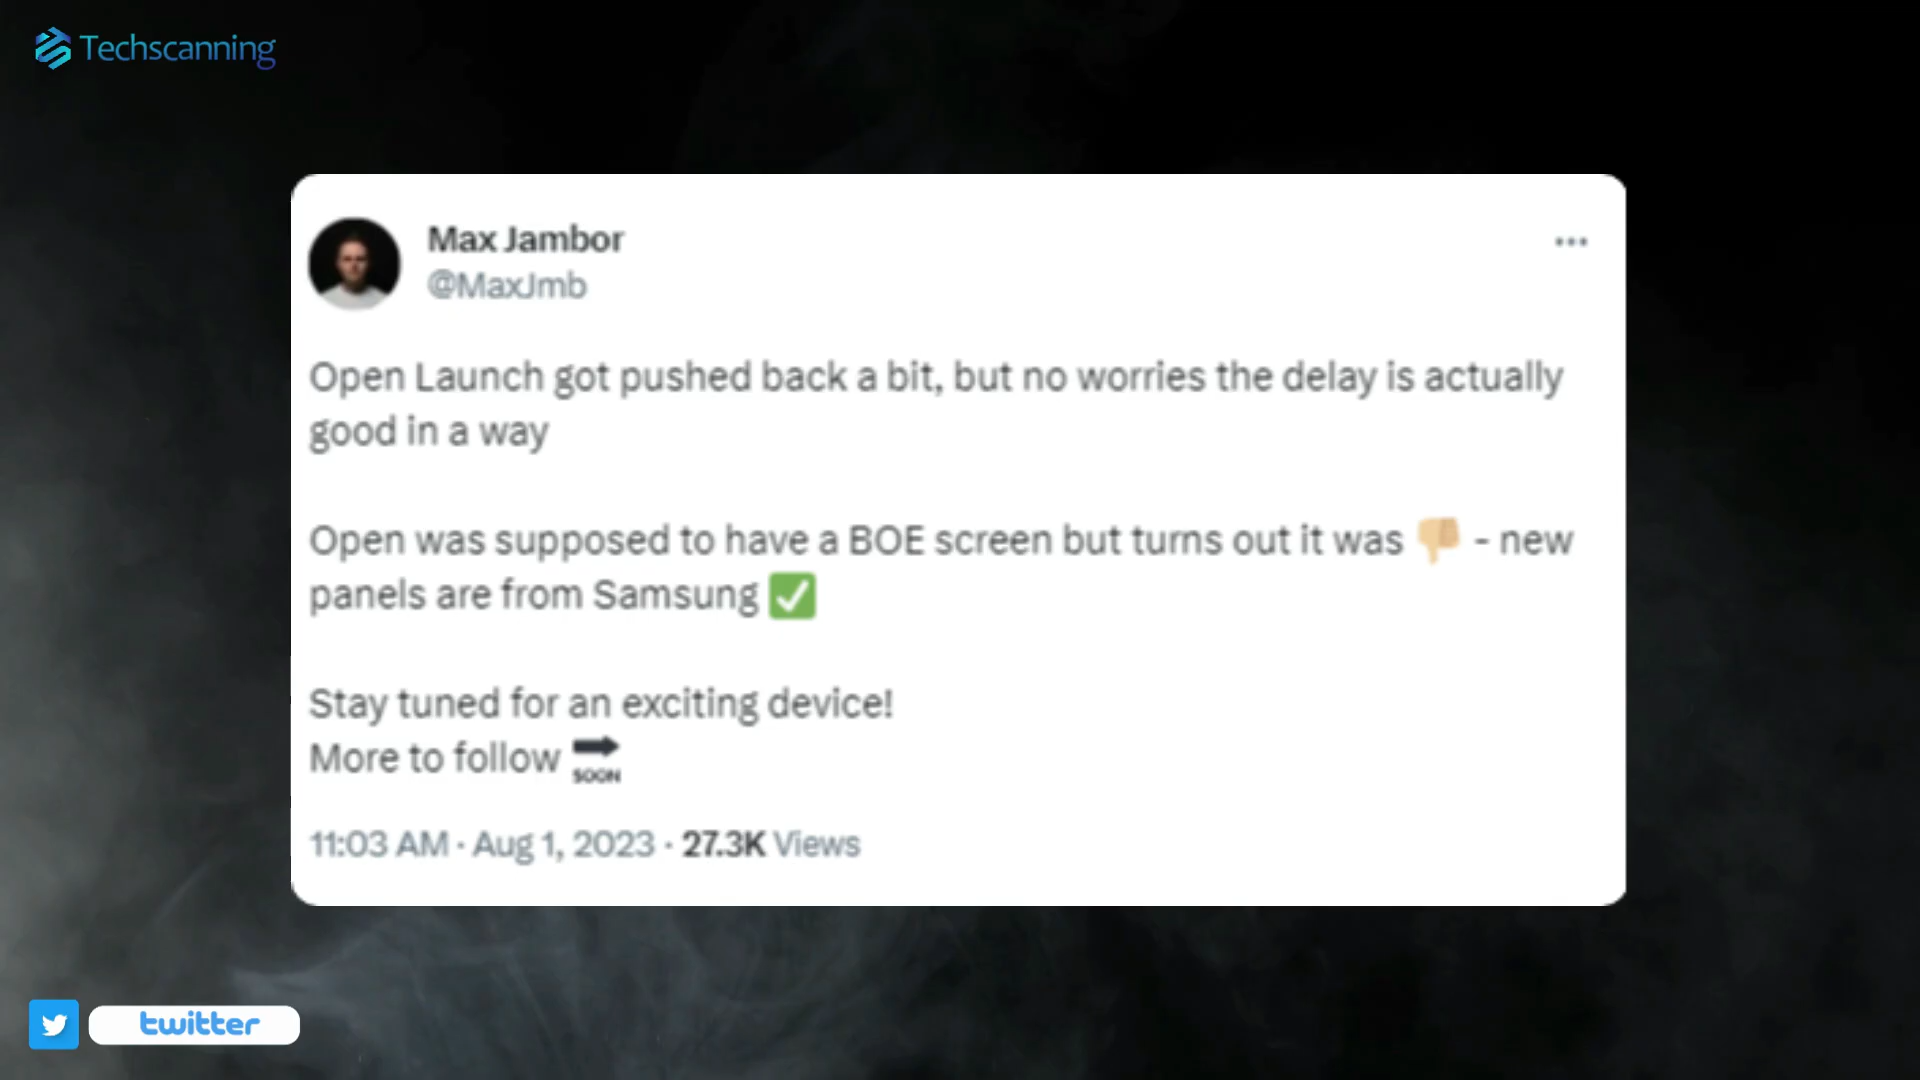 Techscanning
Max Jambor
@MaxJmb
Open Launch got pushed back a bit, but no worries the delay is actually
good in a way
Open was supposed to have a BOE screen but turns out it was 👎🏼 - new
panels are from Samsung ✅
Stay tuned for an exciting device!
More to follow 🔜
11:03 AM · Aug 1, 2023 · 27.3K Views
twitter